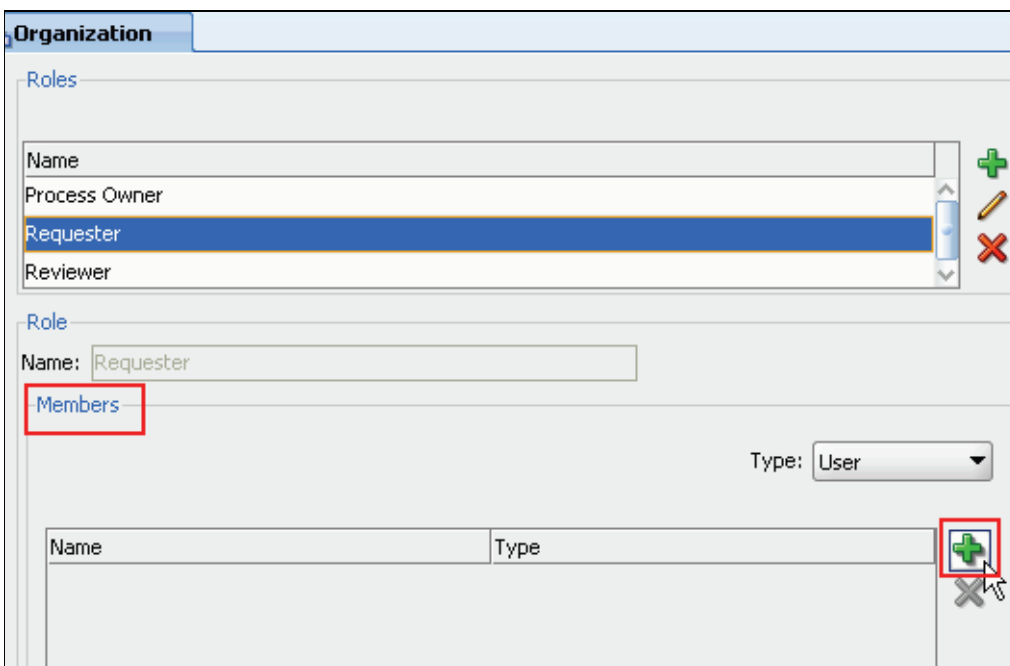 Organization
Roles
Name
Process Owner
Requester
Reviewer
Role
Name: Requester
Members
Type: User
Name Type